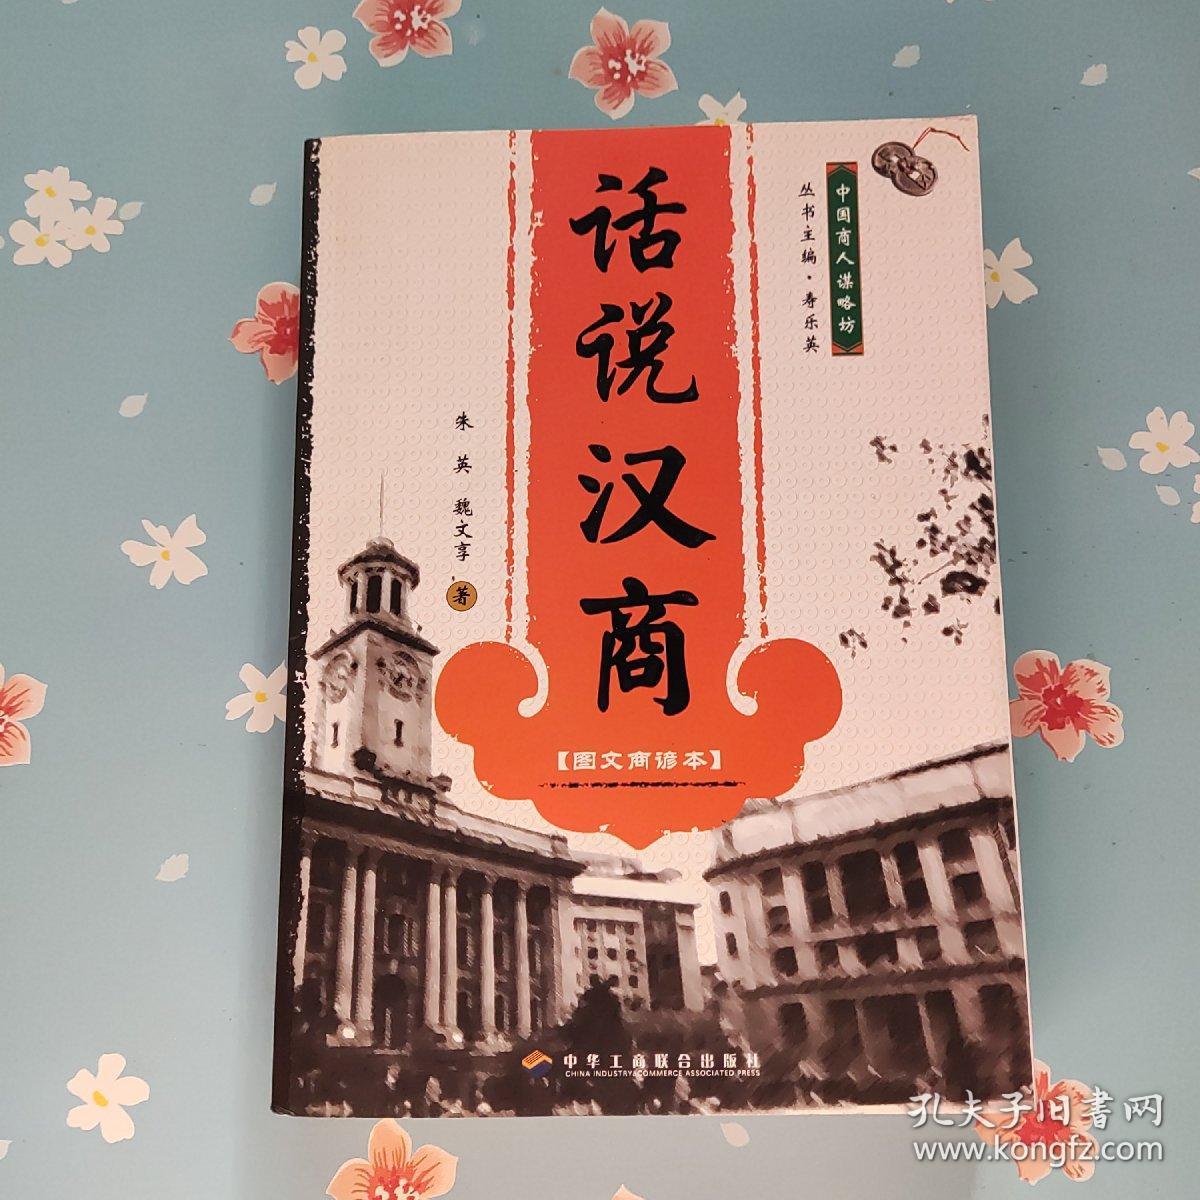 中国商人谋略坊
丛书主编·寿乐英
话说汉商
【图文商谚本】
朱英 魏文享
著
中华工商联合出版社
CHINA INDUSTRY&COMMERCE ASSOCIATED PRESS
孔夫子旧書网
www.kongfz.com